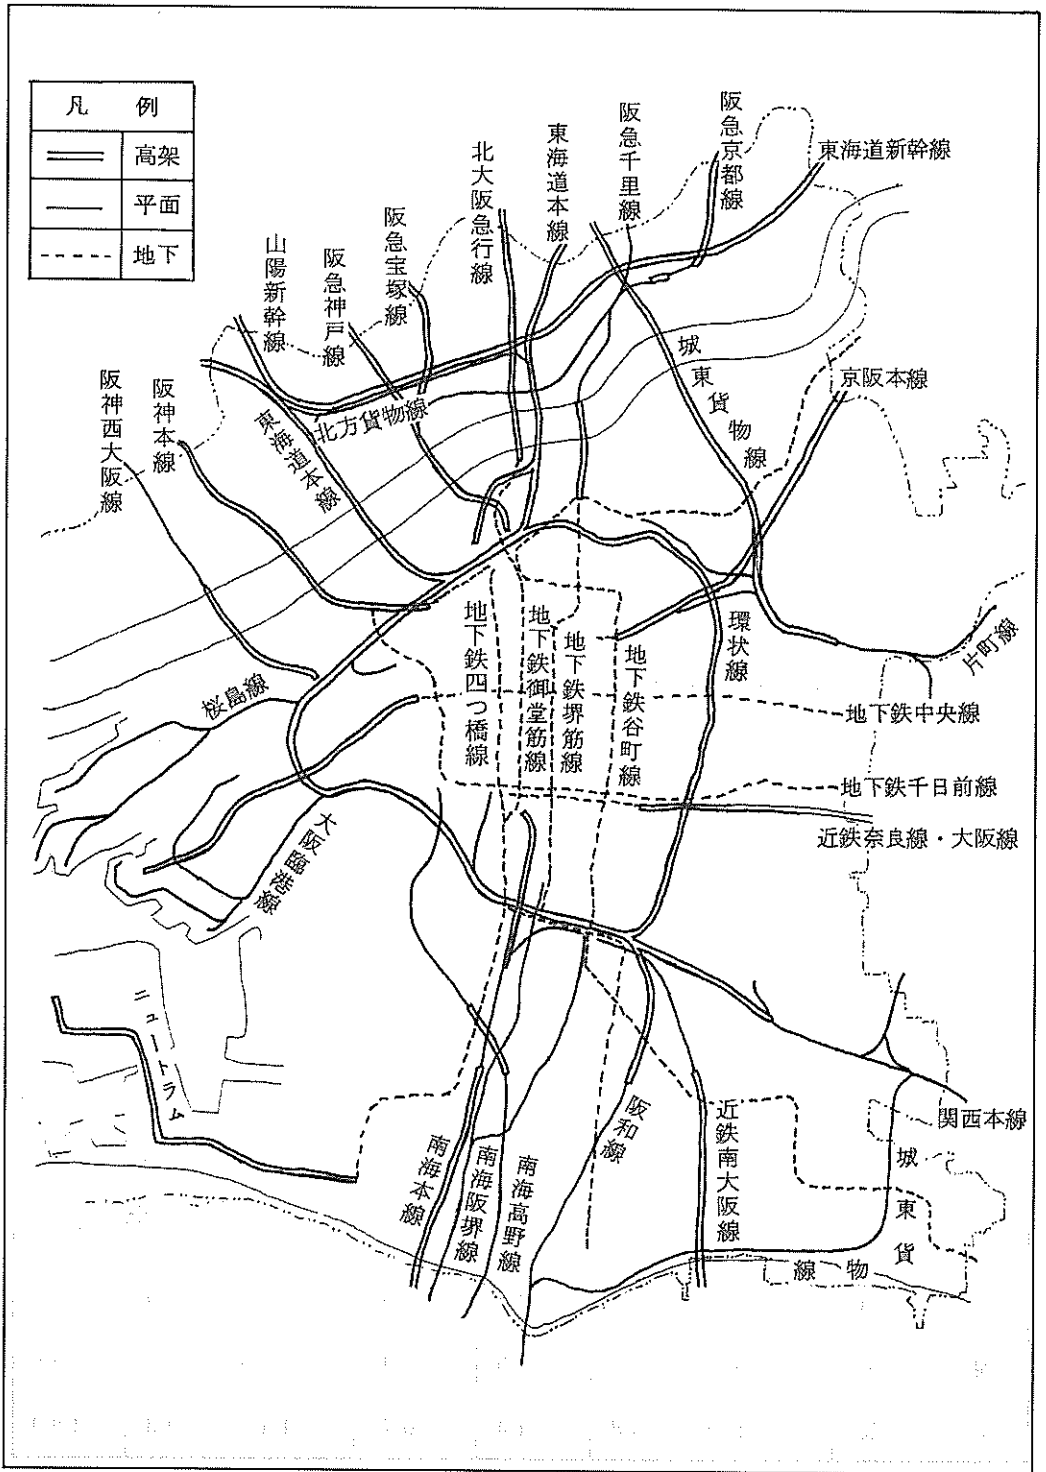 凡 例
高架
平面
地下
阪神西大阪線
阪神本線
山陽新幹線
阪急神戸線
阪急宝塚線
北大阪急行線
東海道本線
阪急千里線
阪急京都線
東海道新幹線
東海道本線
北方貨物線
城東貨物線
京阪本線
桜島線
地下鉄四つ橋線
地下鉄御堂筋線
地下鉄堺筋線
地下鉄谷町線
環状線
片町線
地下鉄中央線
地下鉄千日前線
近鉄奈良線・大阪線
大阪臨港線
ニュートラム
南海本線
南海阪堺線
南海高野線
阪和線
近鉄南大阪線
関西本線
城東貨物線